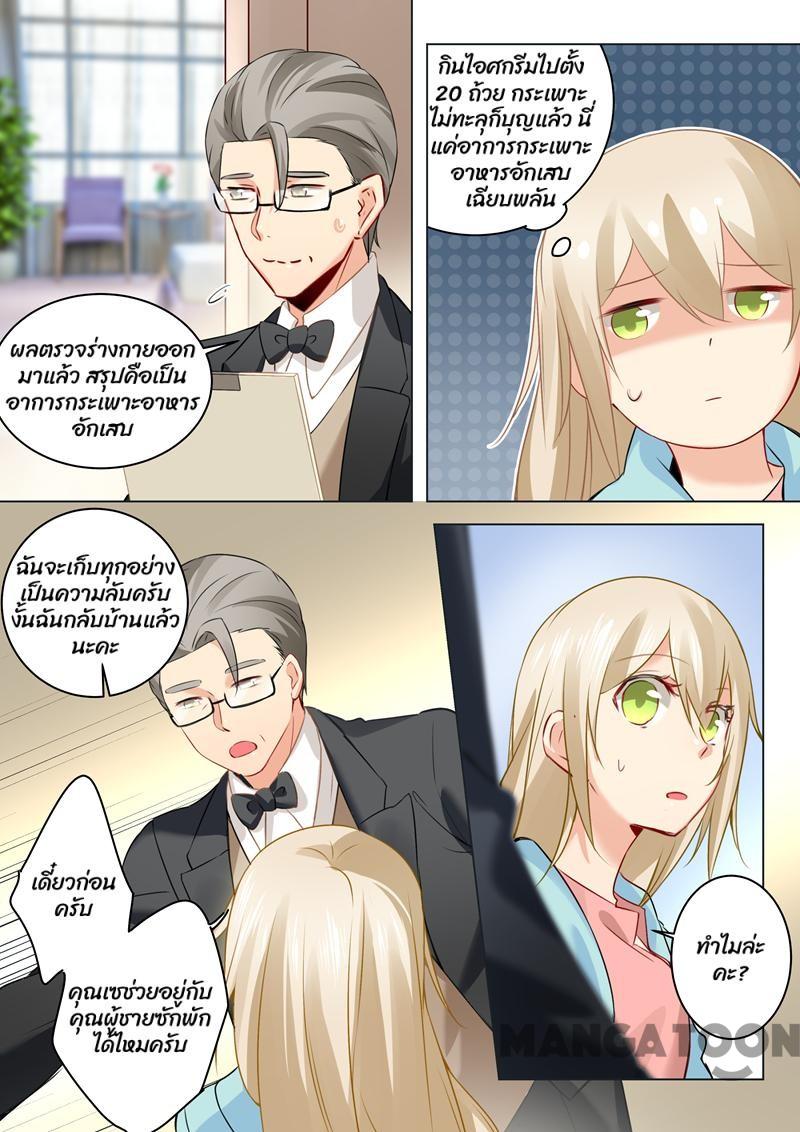 ผลตรวจร่างกายออก
มาแล้ว สรุปคือเป็น
อาการกระเพาะอาหาร
อักเสบ
กินไอศกรีมไปตั้ง
20 ถ้วย กระเพาะ
ไม่ทะลุก็บุญแล้ว นี่
แค่อาการกระเพาะ
อาหารอักเสบ
เฉียบพลัน
ฉันจะเก็บทุกอย่าง
เป็นความลับครับ
งั้นฉันกลับบ้านแล้ว
นะคะ
เดี๋ยวก่อน
ครับ
คุณเซช่วยอยู่กับ
คุณผู้ชายซักพัก
ได้ไหมครับ
ทำไมล่ะ
คะ?
MANGATOON